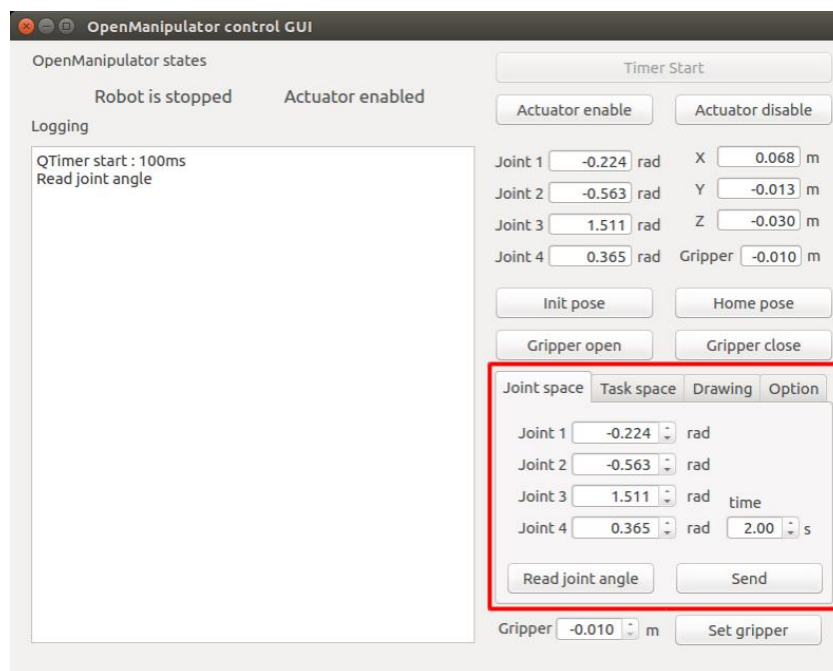 OpenManipulator control GUI
OpenManipulator states
Robot is stopped Actuator enabled
Logging
QTimer start : 100ms
Read joint angle
Timer Start
Actuator enable Actuator disable
Joint 1 -0.224 rad X 0.068 m
Joint 2 -0.563 rad Y -0.013 m
Joint 3 1.511 rad Z -0.030 m
Joint 4 0.365 rad Gripper -0.010 m
Init pose Home pose
Gripper open Gripper close
Joint space Task space Drawing Option
Joint 1 -0.224 rad
Joint 2 -0.563 rad
Joint 3 1.511 rad time
Joint 4 0.365 rad 2.00 s
Read joint angle Send
Gripper -0.010 m Set gripper